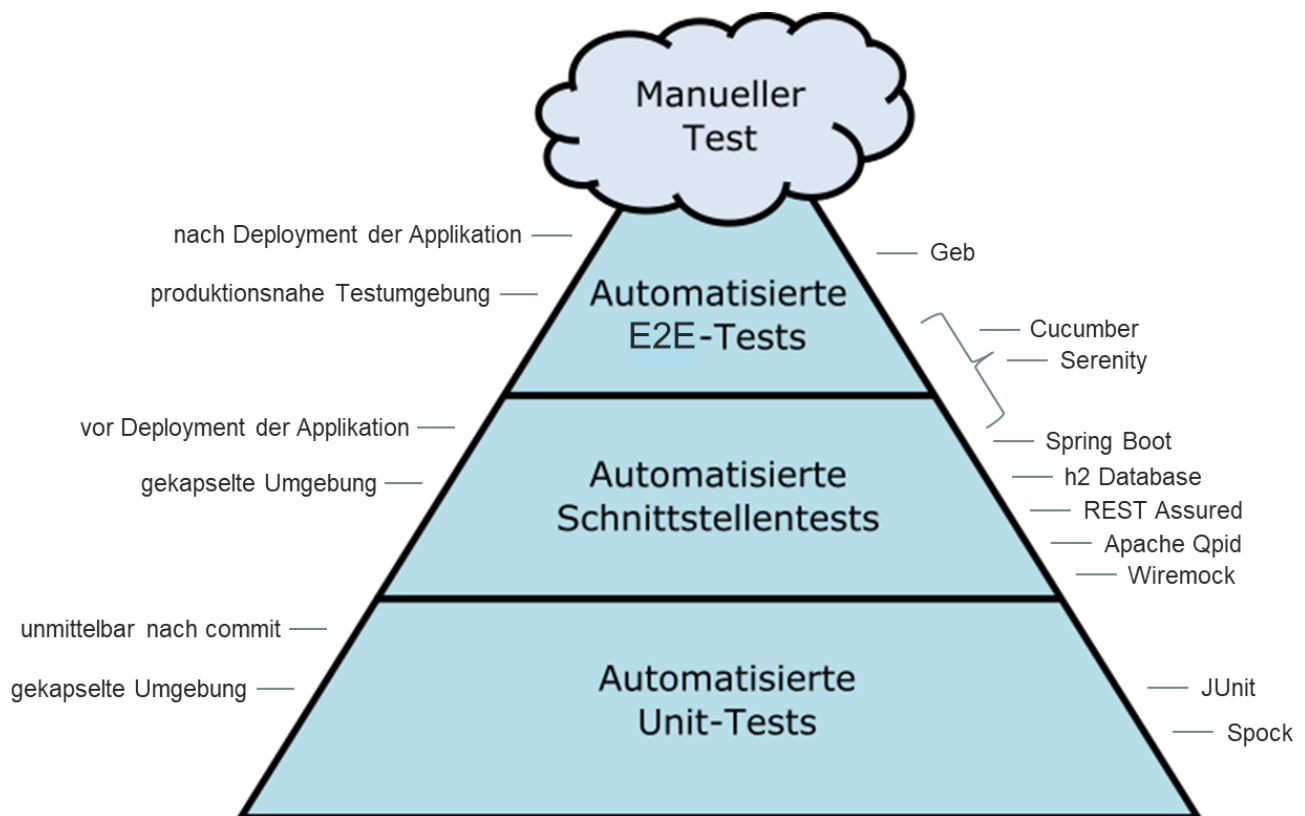 Manueller
Test
nach Deployment der Applikation
produktionsnahe Testumgebung
Automatisierte
E2E-Tests
Geb
Cucumber
Serenity
vor Deployment der Applikation
gekapselte Umgebung
Automatisierte
Schnittstellentests
Spring Boot
h2 Database
REST Assured
Apache Qpid
Wiremock
unmittelbar nach commit
gekapselte Umgebung
Automatisierte
Unit-Tests
JUnit
Spock